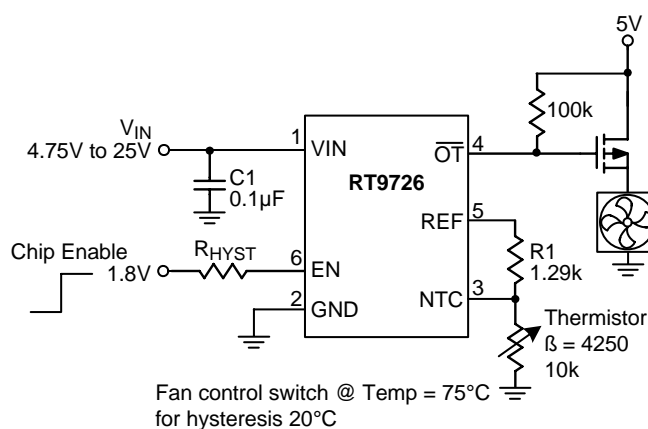 5V
100k
V_IN
4.75V to 25V
1
VIN
OT
4
C1
0.1µF
RT9726
REF
5
R1
1.29k
Chip Enable
1.8V
R_HYST
6
EN
NTC
3
2
GND
Thermistor
ß = 4250
10k
Fan control switch @ Temp = 75°C
for hysteresis 20°C